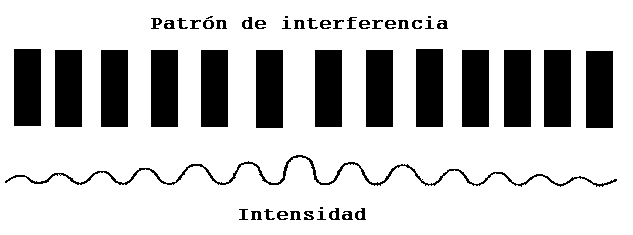 Patrón de interferencia
Intensidad